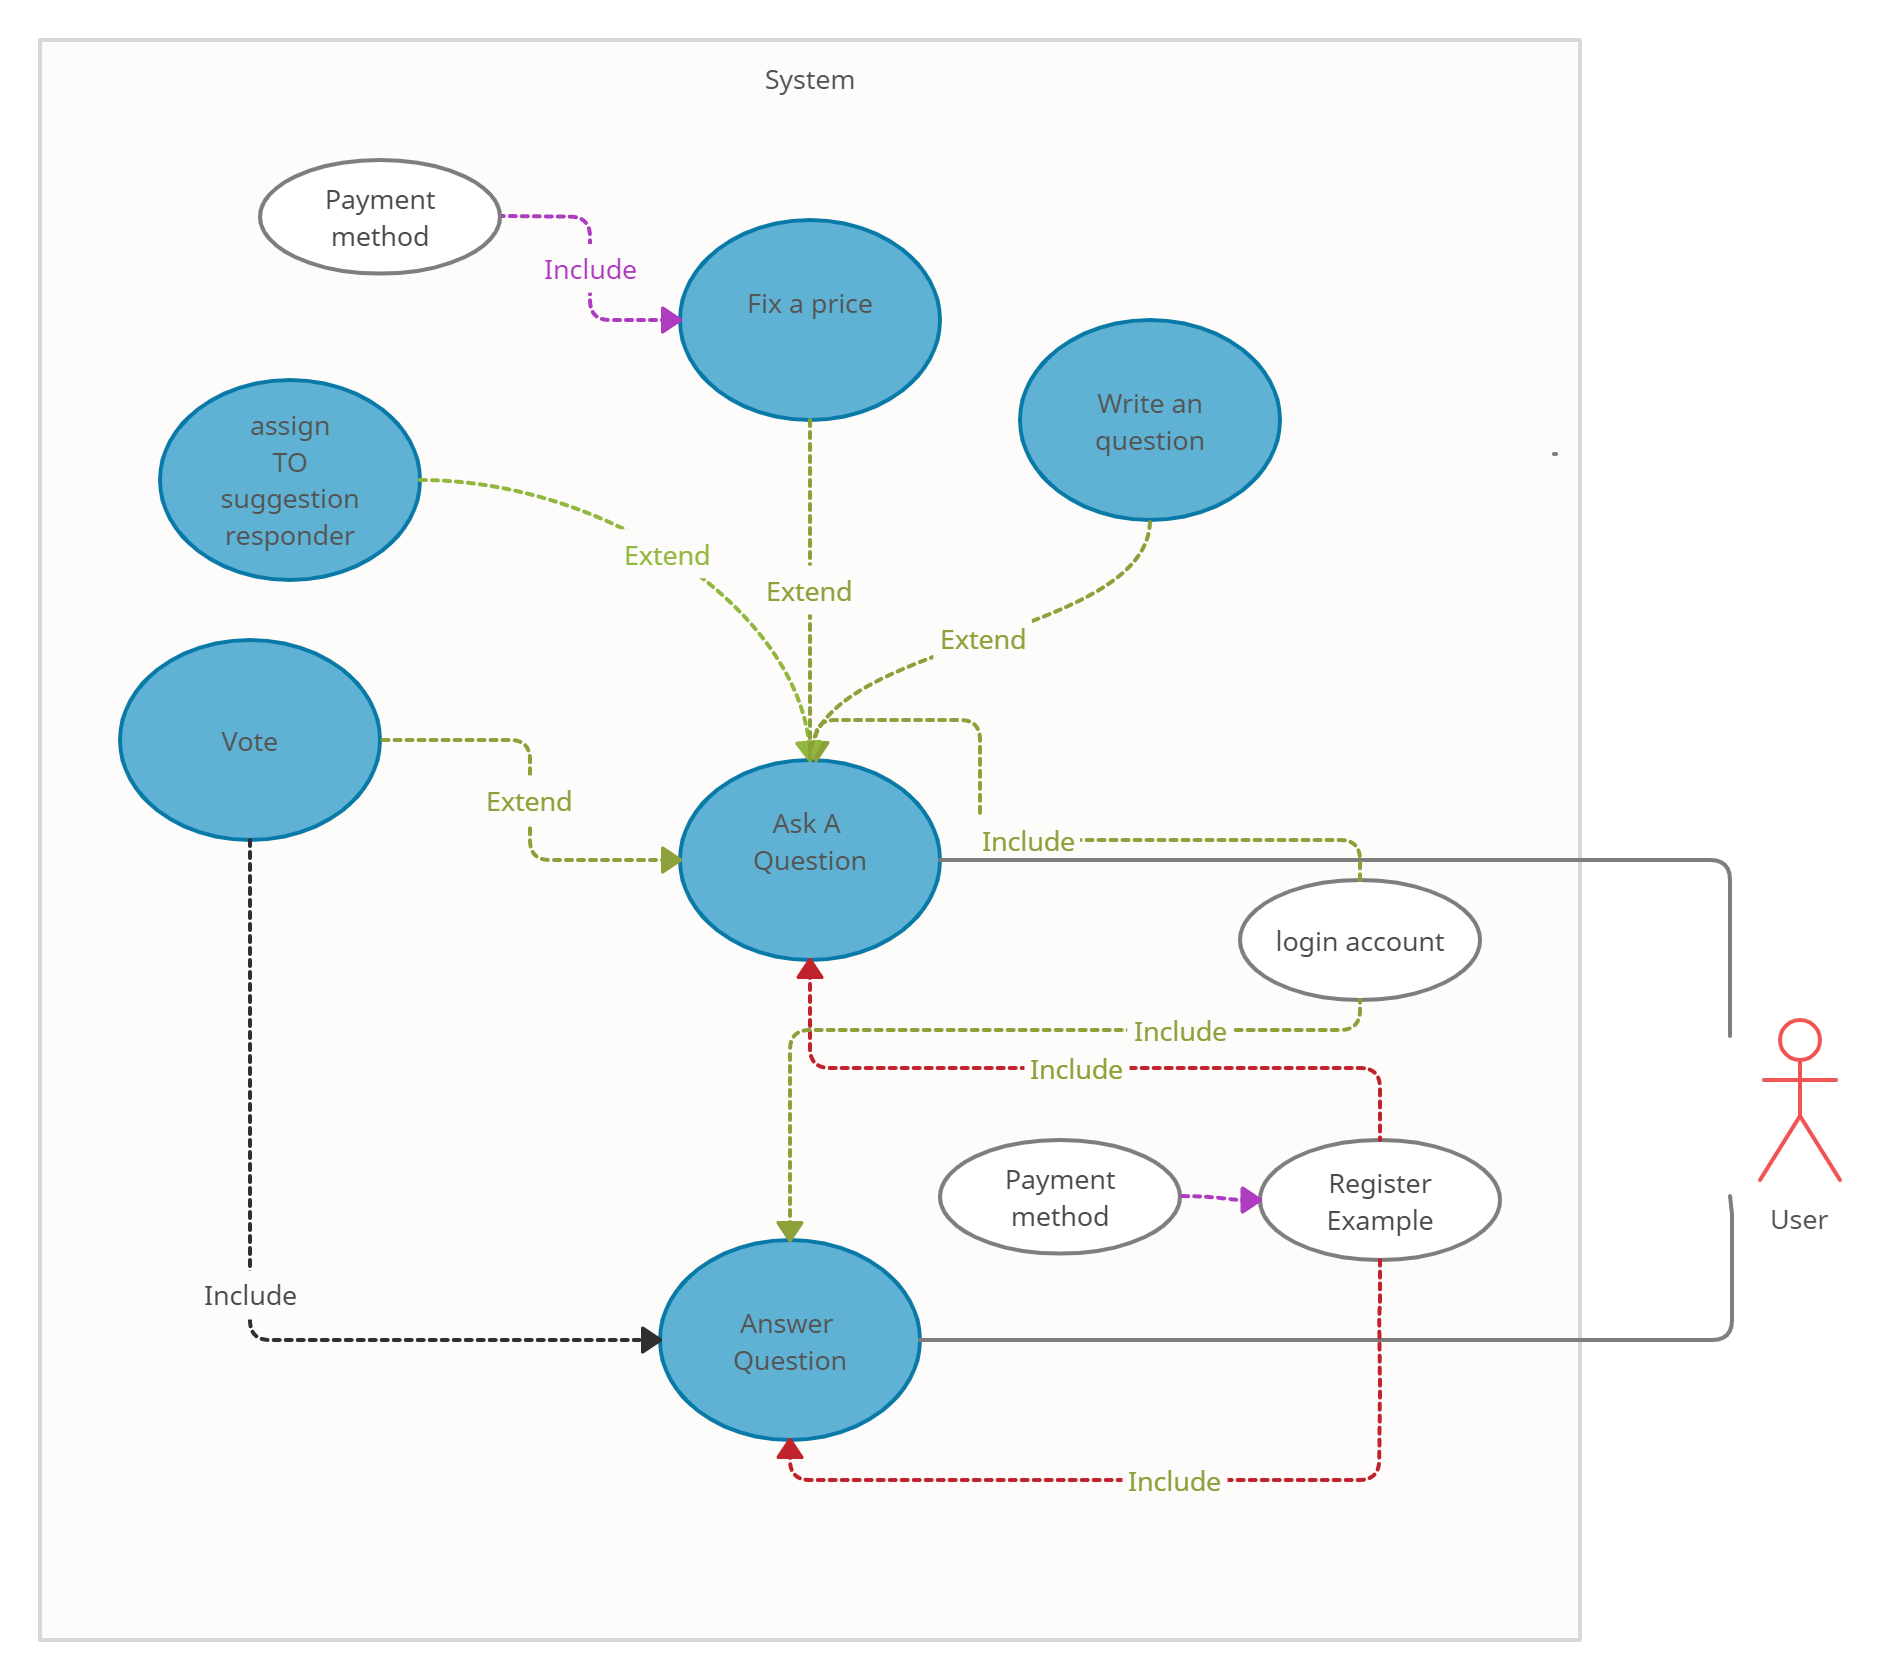 System
Payment
method
Include
Fix a price
Write an
question
assign
TO
suggestion
responder
Extend
Extend
Extend
Vote
Extend
Ask A
Question
Include
login account
Include
Include
Payment
method
Register
Example
User
Include
Answer
Question
Include